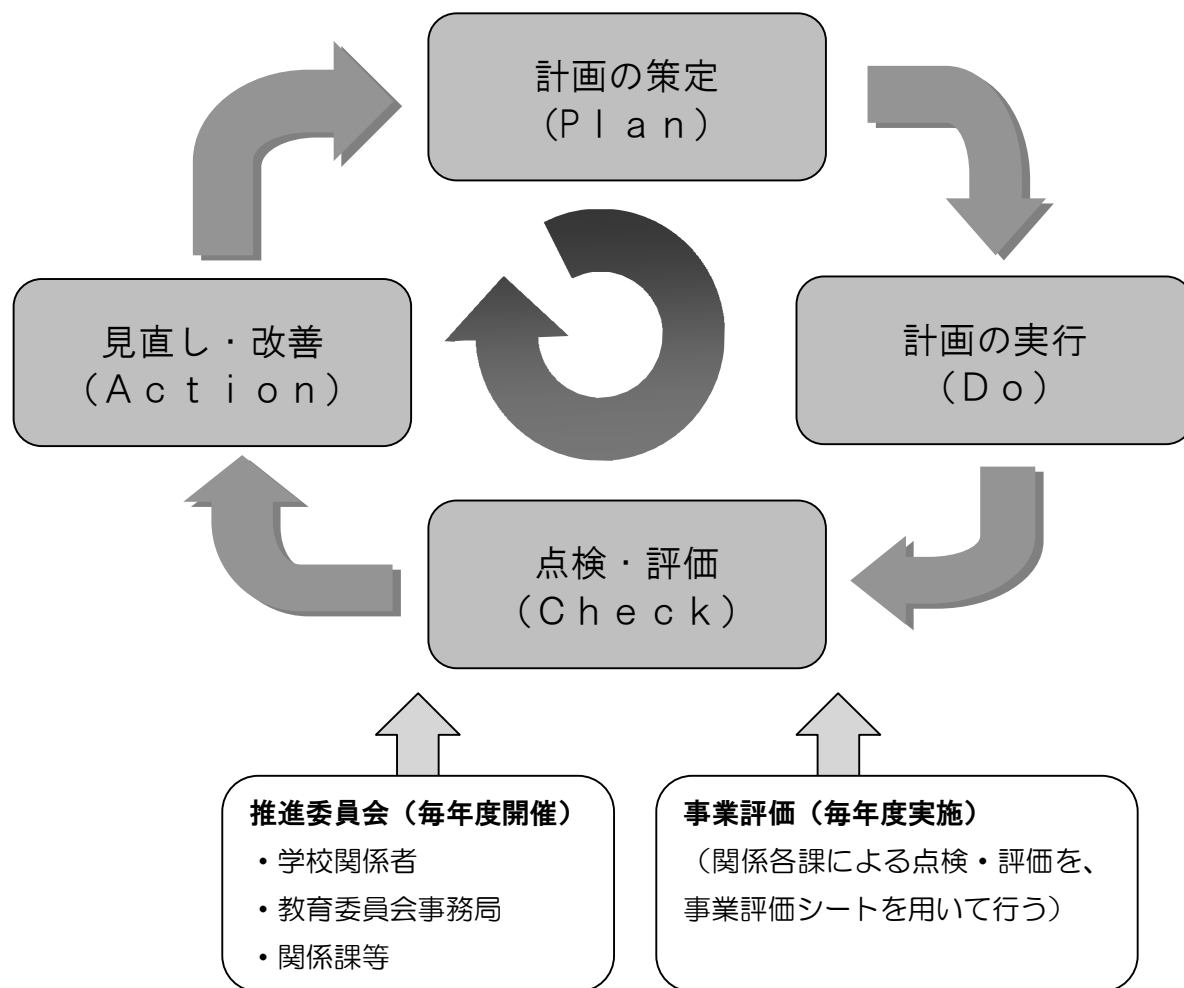 計画の策定
(Ｐｌａｎ)
計画の実行
(Ｄｏ)
見直し・改善
(Ａｃｔｉｏｎ)
点検・評価
(Ｃｈｅｃｋ)
推進委員会（毎年度開催）
・学校関係者
・教育委員会事務局
・関係課等
事業評価（毎年度実施）
（関係各課による点検・評価を、
事業評価シートを用いて行う）